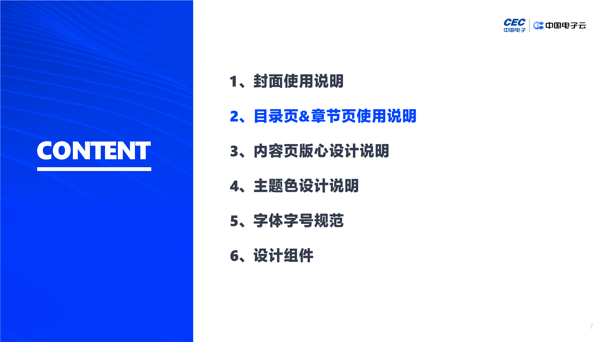 CEC
中国电子
中国电子云
CONTENT
1、封面使用说明
2、目录页&章节页使用说明
3、内容页版心设计说明
4、主题色设计说明
5、字体字号规范
6、设计组件
7